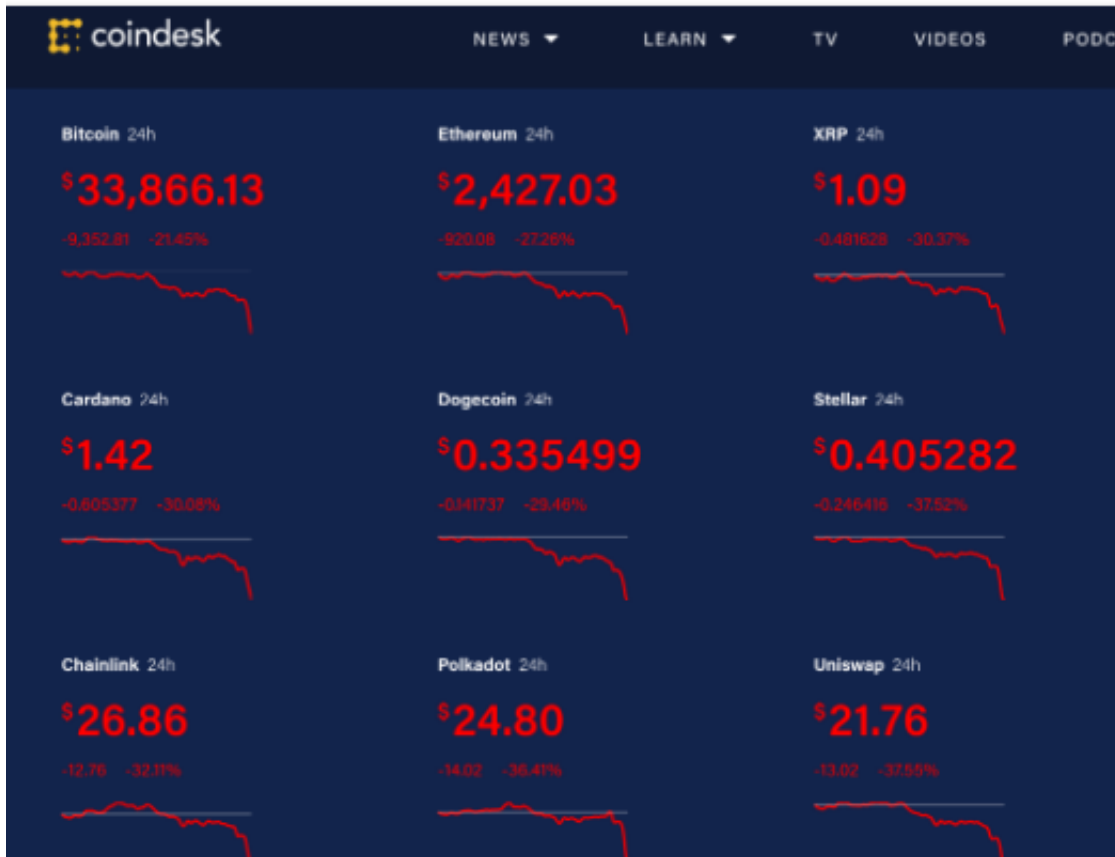 coindesk NEWS LEARN TV VIDEOS PODC
Bitcoin 24h Ethereum 24h XRP 24h
$33,866.13 $2,427.03 $1.09
-9,352.81 -21.45% -920.08 -27.26% -0.481628 -30.37%
Cardano 24h Dogecoin 24h Stellar 24h
$1.42 $0.335499 $0.405282
-0.605377 -30.08% -0.141737 -29.46% -0.246416 -37.52%
Chainlink 24h Polkadot 24h Uniswap 24h
$26.86 $24.80 $21.76
-12.76 -32.11% -14.02 -36.41% -13.02 -37.55%